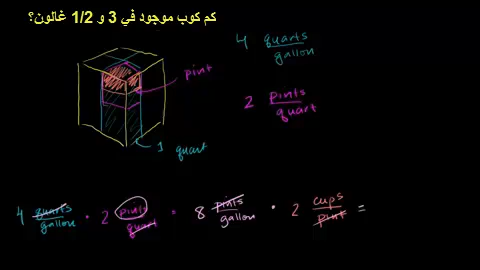 كم كوب موجود في 3 و 1/2 غالون؟
4 quarts/gallon
pint
2 pints/quart
1 quart
4 quarts/gallon · 2 pints/quart = 8 pints/gallon · 2 cups/pint =